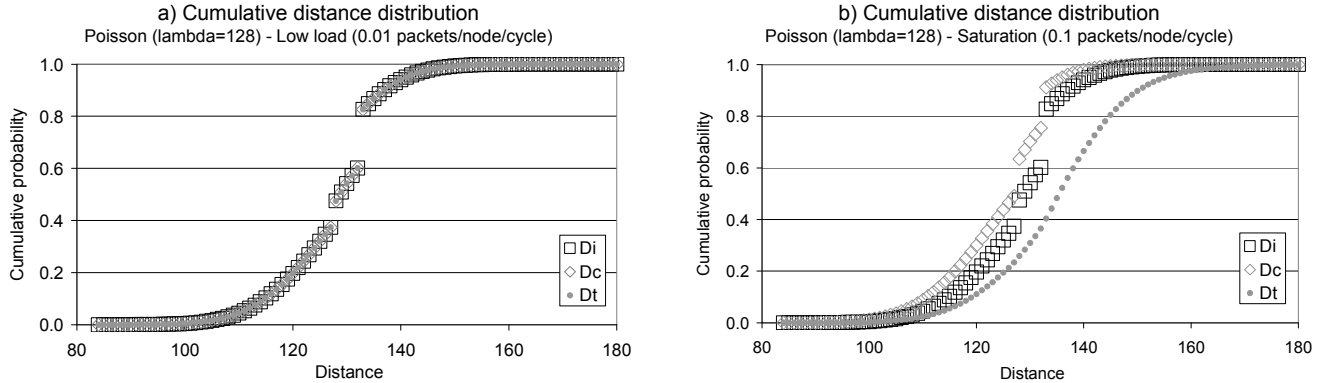 a) Cumulative distance distribution
Poisson (lambda=128) - Low load (0.01 packets/node/cycle)
1.0
0.8
0.6
0.4
0.2
0.0
Cumulative probability
Di
Dc
Dt
80 100 120 140 160 180
Distance
b) Cumulative distance distribution
Poisson (lambda=128) - Saturation (0.1 packets/node/cycle)
1.0
0.8
0.6
0.4
0.2
0.0
Cumulative probability
Di
Dc
Dt
80 100 120 140 160 180
Distance